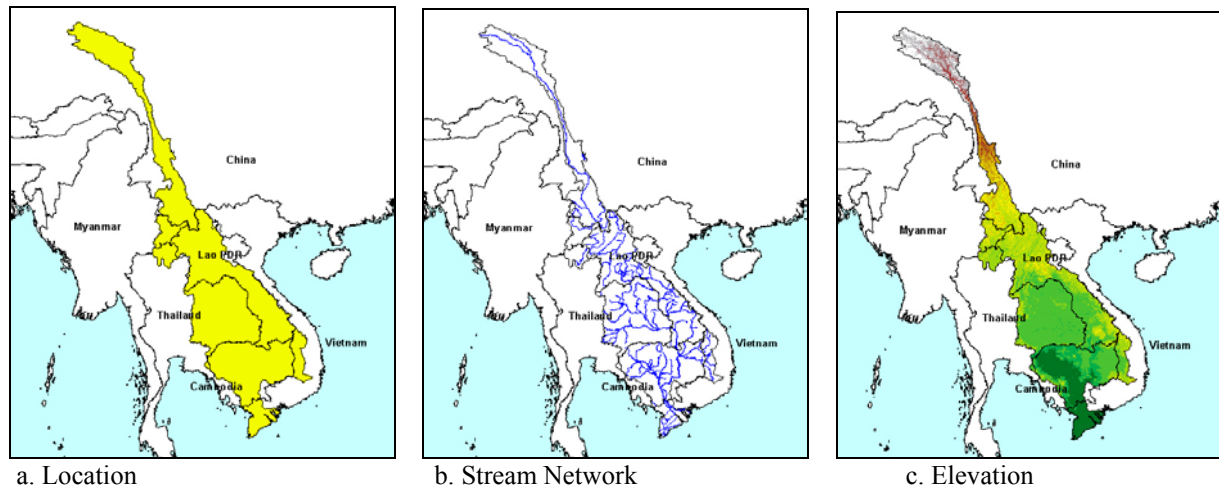 China
Myanmar
Lao PDR
Thailand
Vietnam
Cambodia
a. Location
China
Myanmar
Lao PDR
Thailand
Vietnam
Cambodia
b. Stream Network
China
Myanmar
Lao PDR
Thailand
Vietnam
Cambodia
c. Elevation